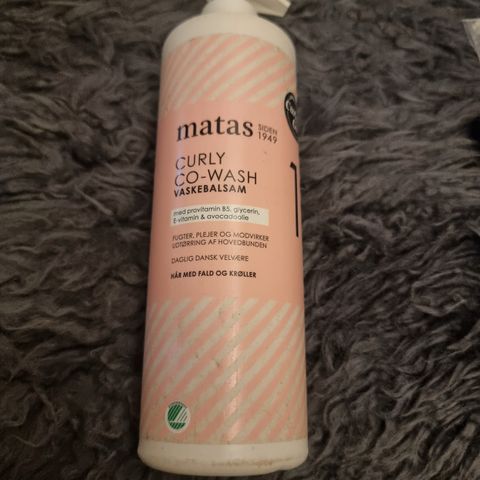 matas SIDEN 1949
CURLY
CO-WASH
VASKEBALSAM
med provitamin B5, glycerin,
E-vitamin & avocadoolie
FUGTER, PLEJER OG MODVIRKER
UDTØRRING AF HOVEDBUNDEN
DAGLIG DANSK VELVÆRE
HÅR MED FALD OG KRØLLER
1